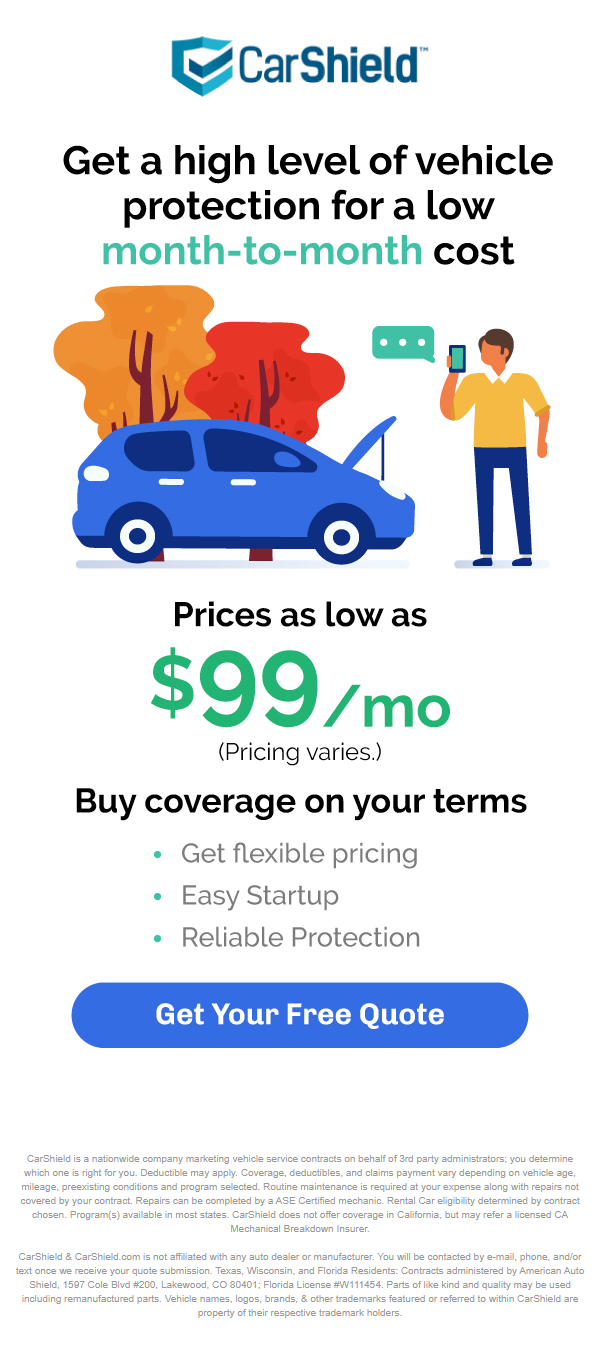 CarShield™
Get a high level of vehicle
protection for a low
month-to-month cost
Prices as low as
$99/mo
(Pricing varies.)
Buy coverage on your terms
• Get flexible pricing
• Easy Startup
• Reliable Protection
Get Your Free Quote
CarShield is a nationwide company marketing vehicle service contracts on behalf of 3rd party administrators; you determine
which one is right for you. Deductible may apply. Coverage, deductibles, and claims payment vary depending on vehicle age,
mileage, preexisting conditions and program selected. Routine maintenance is required at your expense along with repairs not
covered by your contract. Repairs can be completed by a ASE Certified mechanic. Rental Car eligibility determined by contract
chosen. Program(s) available in most states. CarShield does not offer coverage in California, but may refer a licensed CA
Mechanical Breakdown Insurer.
CarShield & CarShield.com is not affiliated with any auto dealer or manufacturer. You will be contacted by e-mail, phone, and/or
text once we receive your quote submission. Texas, Wisconsin, and Florida Residents: Contracts administered by American Auto
Shield, 1597 Cole Blvd #200, Lakewood, CO 80401; Florida License #W111454. Parts of like kind and quality may be used
including remanufactured parts. Vehicle names, logos, brands, & other trademarks featured or referred to within CarShield are
property of their respective trademark holders.